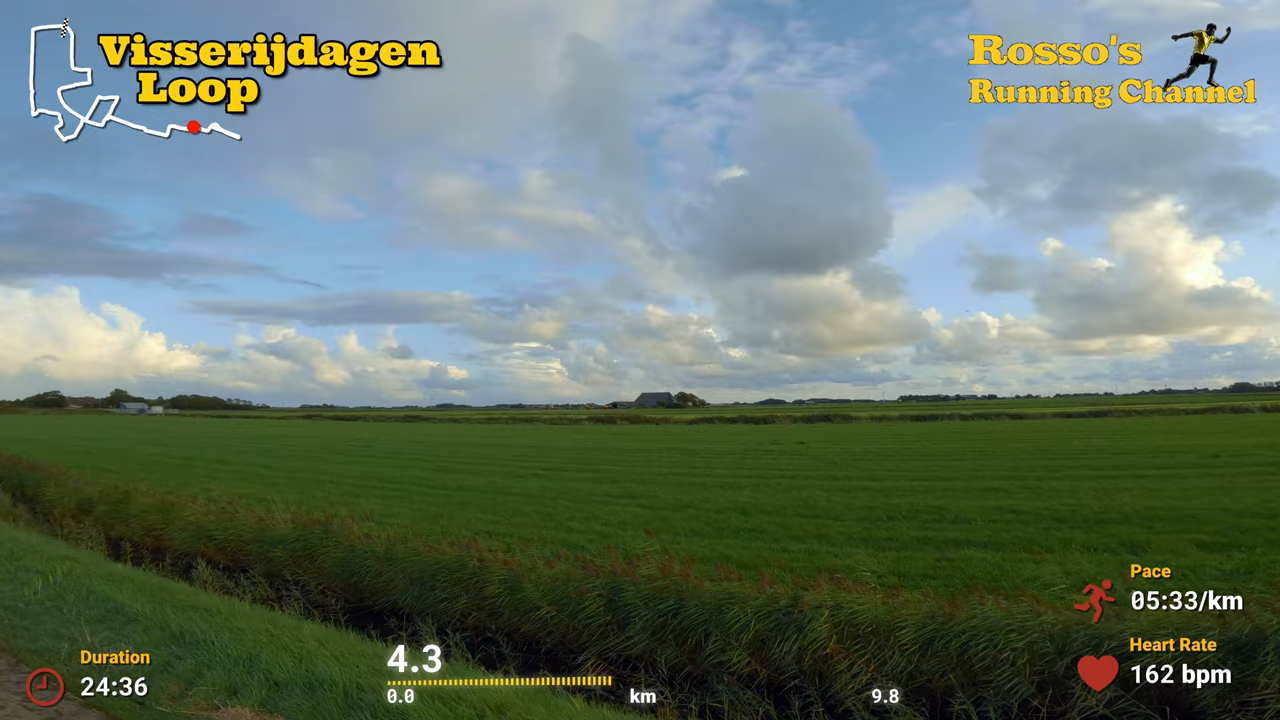 Visserijdagen
Loop
Rosso's
Running Channel
Pace
05:33/km
Heart Rate
162 bpm
Duration
24:36
4.3
0.0
km
9.8